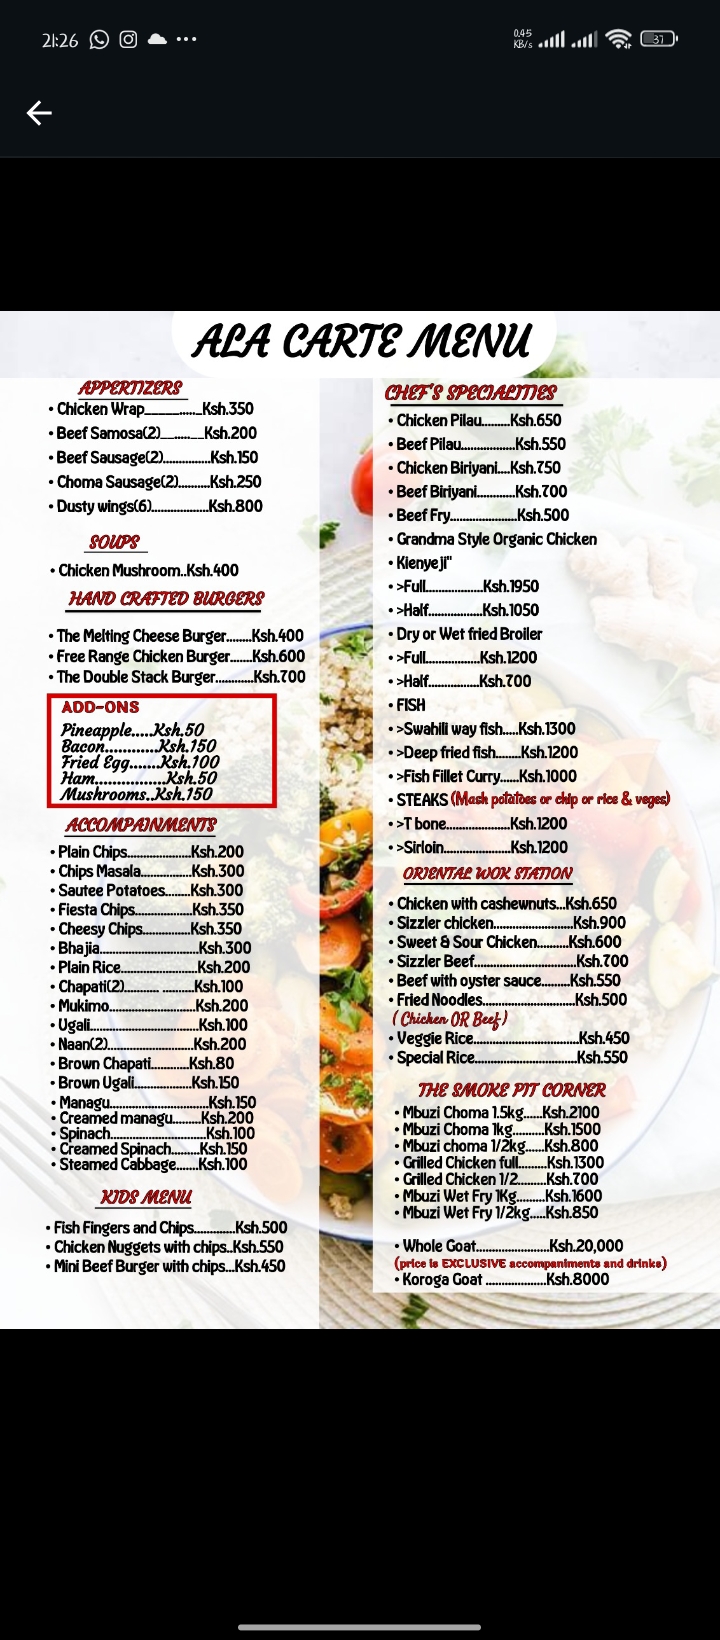 21:26
0.45 KB/s
37
ALA CARTE MENU
APPERTIZERS
• Chicken Wrap_____....._Ksh.350
• Beef Samosa(2)__......__Ksh.200
• Beef Sausage(2)...............Ksh.150
• Choma Sausage(2)..........Ksh.250
• Dusty wings(6)..................Ksh.800
SOUPS
• Chicken Mushroom..Ksh.400
HAND CRAFTED BURGERS
• The Melting Cheese Burger........Ksh.400
• Free Range Chicken Burger.......Ksh.600
• The Double Stack Burger............Ksh.700
ADD-ONS
Pineapple.....Ksh.50
Bacon............Ksh.150
Fried Egg.......Ksh.100
Ham................Ksh.50
Mushrooms..Ksh.150
ACCOMPAINMENTS
• Plain Chips....................Ksh.200
• Chips Masala................Ksh.300
• Sautee Potatoes........Ksh.300
• Fiesta Chips..................Ksh.350
• Cheesy Chips...............Ksh.350
• Bhajia...............................Ksh.300
• Plain Rice........................Ksh.200
• Chapati(2)........... ..........Ksh.100
• Mukimo..........................Ksh.200
• Ugali.................................Ksh.100
• Naan(2)..........................Ksh.200
• Brown Chapati............Ksh.80
• Brown Ugali..................Ksh.150
• Managu..........................Ksh.150
• Creamed managu.........Ksh.200
• Spinach..............................Ksh.100
• Creamed Spinach.........Ksh.150
• Steamed Cabbage.......Ksh.100
KIDS MENU
• Fish Fingers and Chips.............Ksh.500
• Chicken Nuggets with chips..Ksh.550
• Mini Beef Burger with chips...Ksh.450
CHEF'S SPECIALITIES
• Chicken Pilau.........Ksh.650
• Beef Pilau.................Ksh.550
• Chicken Biriyani....Ksh.750
• Beef Biriyani............Ksh.700
• Beef Fry.....................Ksh.500
• Grandma Style Organic Chicken
• Kienyeji"
• >Full..................Ksh.1950
• >Half.................Ksh.1050
• Dry or Wet fried Broiler
• >Full.................Ksh.1200
• >Half................Ksh.700
• FISH
• >Swahili way fish.....Ksh.1300
• >Deep fried fish........Ksh.1200
• >Fish Fillet Curry......Ksh.1000
• STEAKS (Mash potatoes or chip or rice & veges)
• >T bone....................Ksh.1200
• >Sirloin.....................Ksh.1200
ORIENTAL WOK STATION
• Chicken with cashewnuts...Ksh.650
• Sizzler chicken.........................Ksh.900
• Sweet & Sour Chicken..........Ksh.600
• Sizzler Beef................................Ksh.700
• Beef with oyster sauce.........Ksh.550
• Fried Noodles.............................Ksh.500
( Chicken OR Beef )
• Veggie Rice................................Ksh.450
• Special Rice................................Ksh.550
THE SMOKE PIT CORNER
• Mbuzi Choma 1.5kg......Ksh.2100
• Mbuzi Choma 1kg..........Ksh.1500
• Mbuzi choma 1/2kg.....Ksh.800
• Grilled Chicken full.........Ksh.1300
• Grilled Chicken 1/2.........Ksh.700
• Mbuzi Wet Fry 1Kg.........Ksh.1600
• Mbuzi Wet Fry 1/2kg.....Ksh.850
• Whole Goat.......................Ksh.20,000
(price is EXCLUSIVE accompaniments and drinks)
• Koroga Goat ...................Ksh.8000